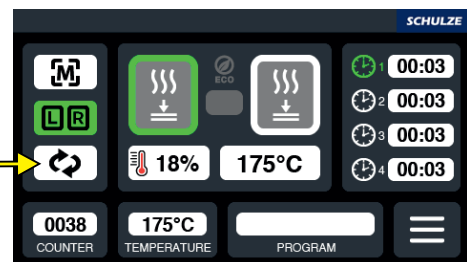 SCHULZE
M
ECO
1 00:03
L R
2 00:03
3 00:03
18% 175°C
4 00:03
0038
COUNTER
175°C
TEMPERATURE
PROGRAM